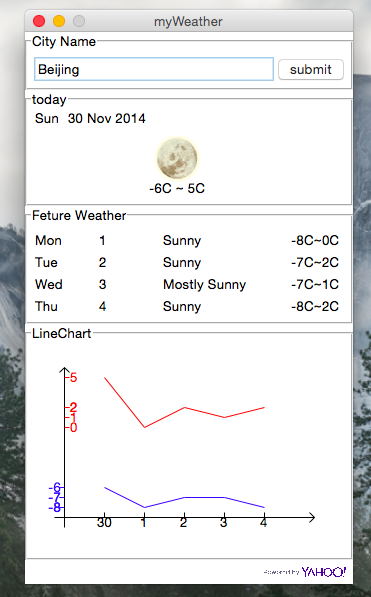 myWeather
City Name
Beijing submit
today
Sun 30 Nov 2014
-6C ~ 5C
Feture Weather
Mon 1 Sunny -8C~0C
Tue 2 Sunny -7C~2C
Wed 3 Mostly Sunny -7C~1C
Thu 4 Sunny -8C~2C
LineChart
5
2
1
0
-6
-7
-8
30 1 2 3 4
Powered by YAHOO!